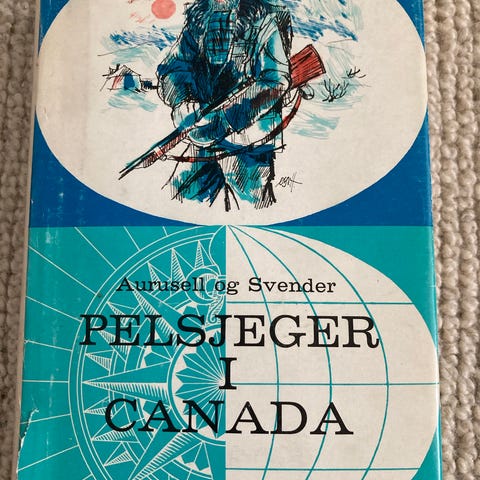 Aurusell og Svender
PELSJEGER
I
CANADA